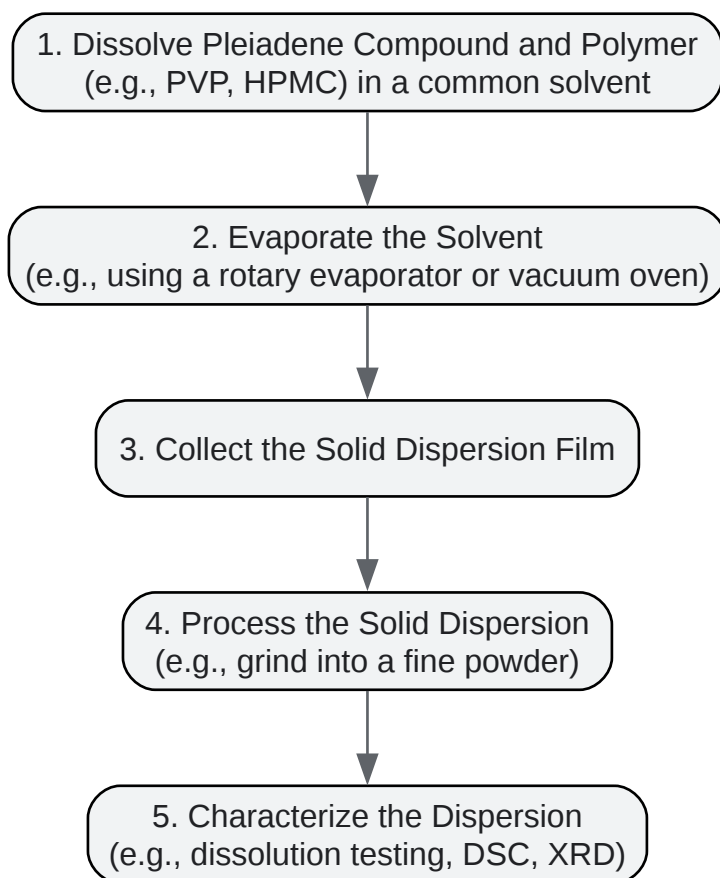 1. Dissolve Pleiadene Compound and Polymer
(e.g., PVP, HPMC) in a common solvent
2. Evaporate the Solvent
(e.g., using a rotary evaporator or vacuum oven)
3. Collect the Solid Dispersion Film
4. Process the Solid Dispersion
(e.g., grind into a fine powder)
5. Characterize the Dispersion
(e.g., dissolution testing, DSC, XRD)